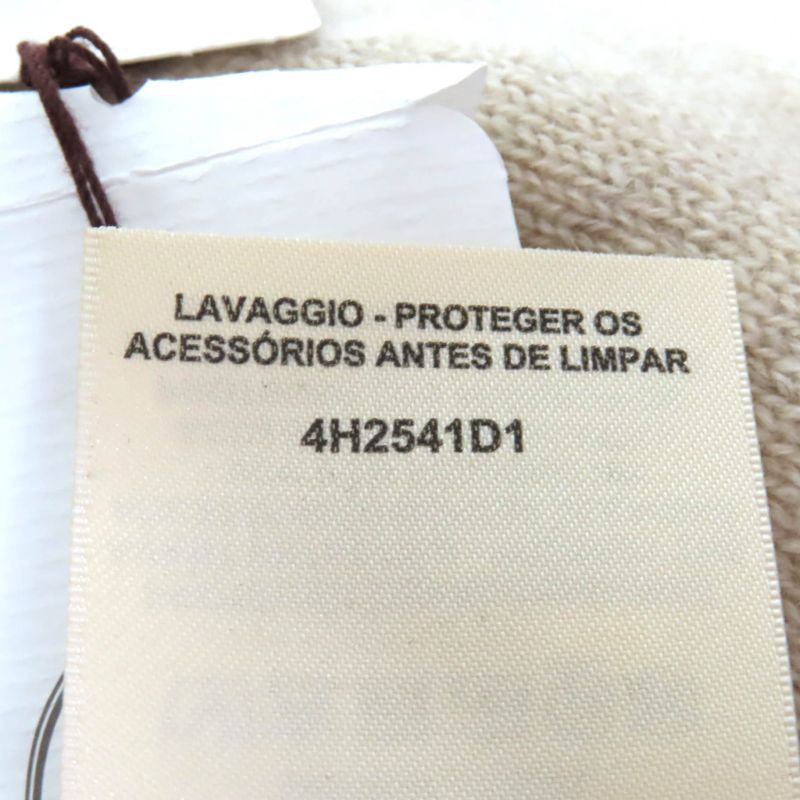 LAVAGGIO - PROTEGER OS
ACESSÓRIOS ANTES DE LIMPAR
4H2541D1